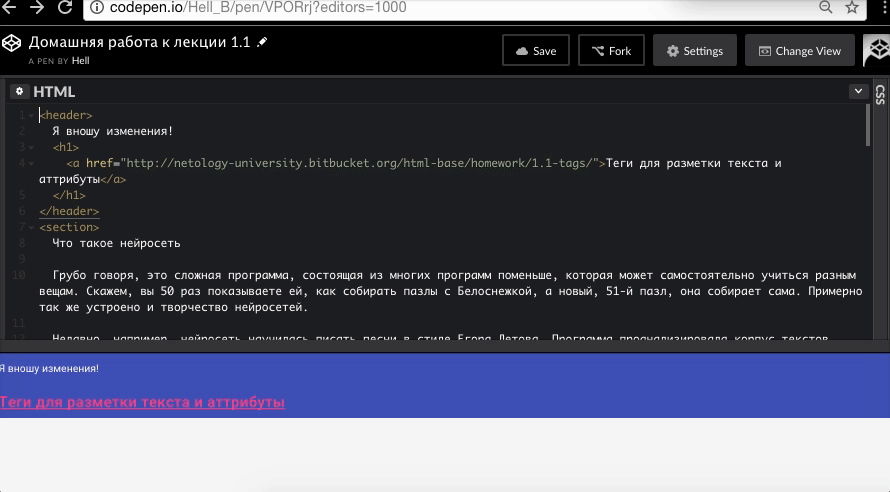 codepen.io/Hell_B/pen/VPORrj?editors=1000
Домашняя работа к лекции 1.1
A PEN BY Hell
Save
Fork
Settings
Change View
HTML
CSS
1 <header>
2 Я вношу изменения!
3 <h1>
4 <a href="http://netology-university.bitbucket.org/html-base/homework/1.1-tags/">Теги для разметки текста и
аттрибуты</a>
5 </h1>
6 </header>
7 <section>
8 Что такое нейросеть
9
10 Грубо говоря, это сложная программа, состоящая из многих программ поменьше, которая может самостоятельно учиться разным
вещам. Скажем, вы 50 раз показываете ей, как собирать пазлы с Белоснежкой, а новый, 51-й пазл, она собирает сама. Примерно
так же устроено и творчество нейросетей.
11
12 Недавно, например, нейросеть научилась писать песни в стиле Егора Летова. Программа проанализировала корпус текстов
Я вношу изменения!
Теги для разметки текста и аттрибуты